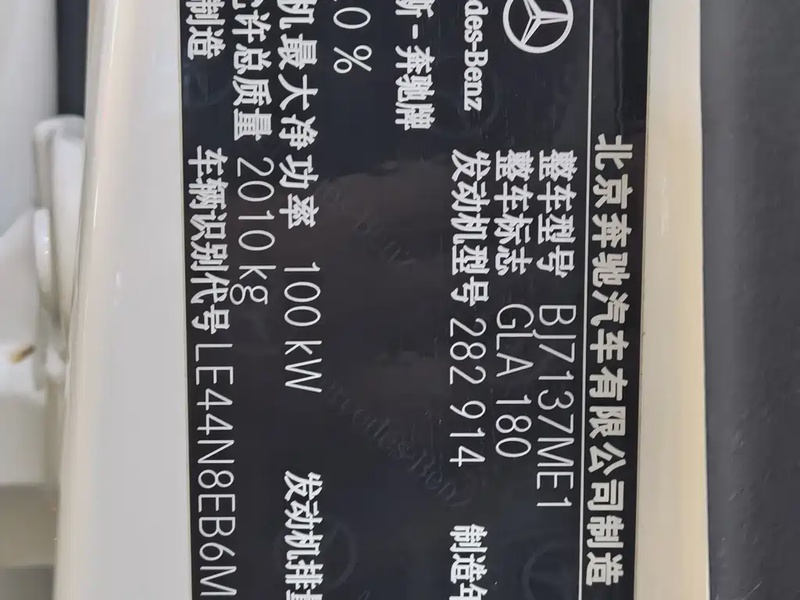 北京奔驰汽车有限公司制造
整车型号 BJ7137ME1
整车标志 GLA 180
des-Benz 发动机型号 282 914 制造年
斯-奔驰牌
.0 %
机最大净功率 100 kW 发动机排量
允许总质量 2010 kg
制造 车辆识别代号 LE44N8EB6M